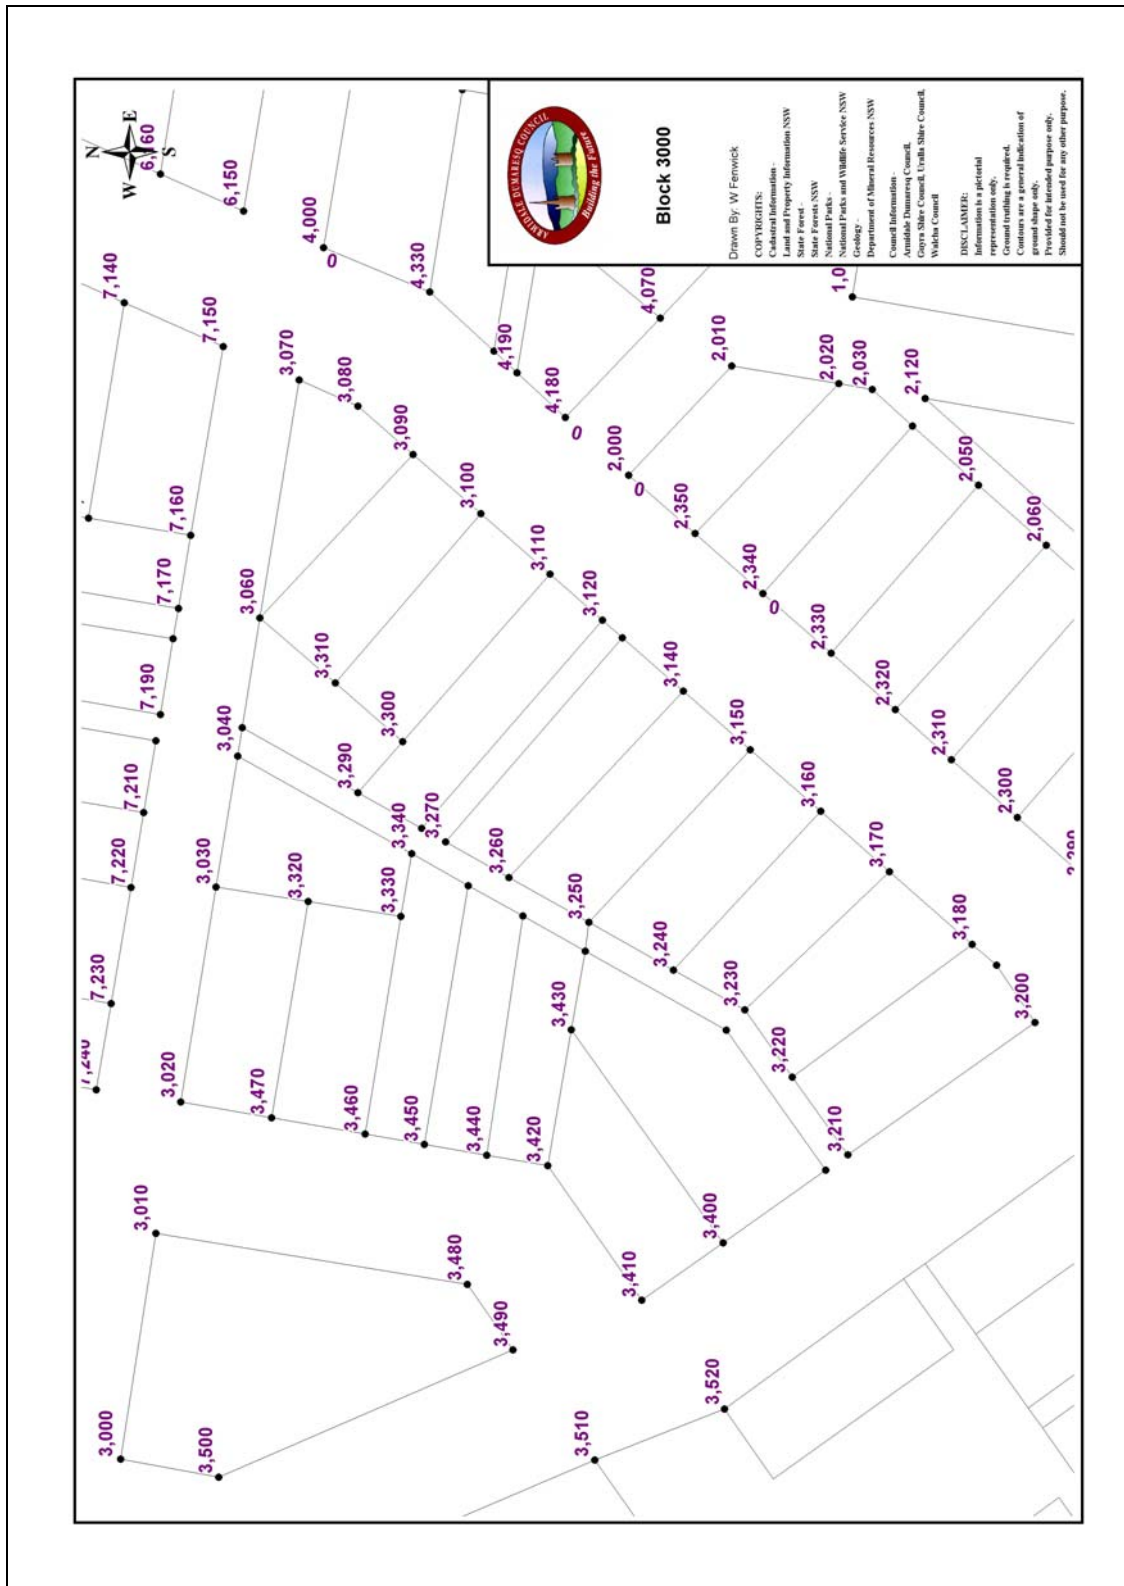 N
W E
S
ARMIDALE DUMARESQ COUNCIL
Building the Future
Block 3000
Drawn By: W Fenwick
COPYRIGHTS:
Cadastral Information -
Land and Property Information NSW
State Forest -
State Forests NSW
National Parks -
National Parks and Wildlife Service NSW
Geology -
Department of Mineral Resources NSW
Council Information -
Armidale Dumaresq Council,
Guyra Shire Council, Uralla Shire Council,
Walcha Council
DISCLAIMER:
Information is a pictorial
representation only.
Ground truthing is required.
Contours are a general indication of
ground shape only.
Provided for intended purpose only.
Should not be used for any other purpose.
6,160
6,150
4,000
0
4,330
4,190
4,180
0
4,070
7,140
7,150
7,160
7,170
7,190
7,210
7,220
7,230
7,240
3,070
3,080
3,090
3,100
3,110
3,120
3,140
3,150
3,160
3,170
3,180
3,200
3,060
3,310
3,300
3,040
3,290
3,340
3,270
3,260
3,250
3,240
3,230
3,220
3,210
3,030
3,320
3,330
3,430
3,020
3,470
3,460
3,450
3,440
3,420
3,400
3,410
3,010
3,480
3,490
3,000
3,500
3,510
3,520
2,000
0
2,010
2,020
2,030
2,120
2,050
2,060
2,350
2,340
0
2,330
2,320
2,310
2,300
2,290
1,0